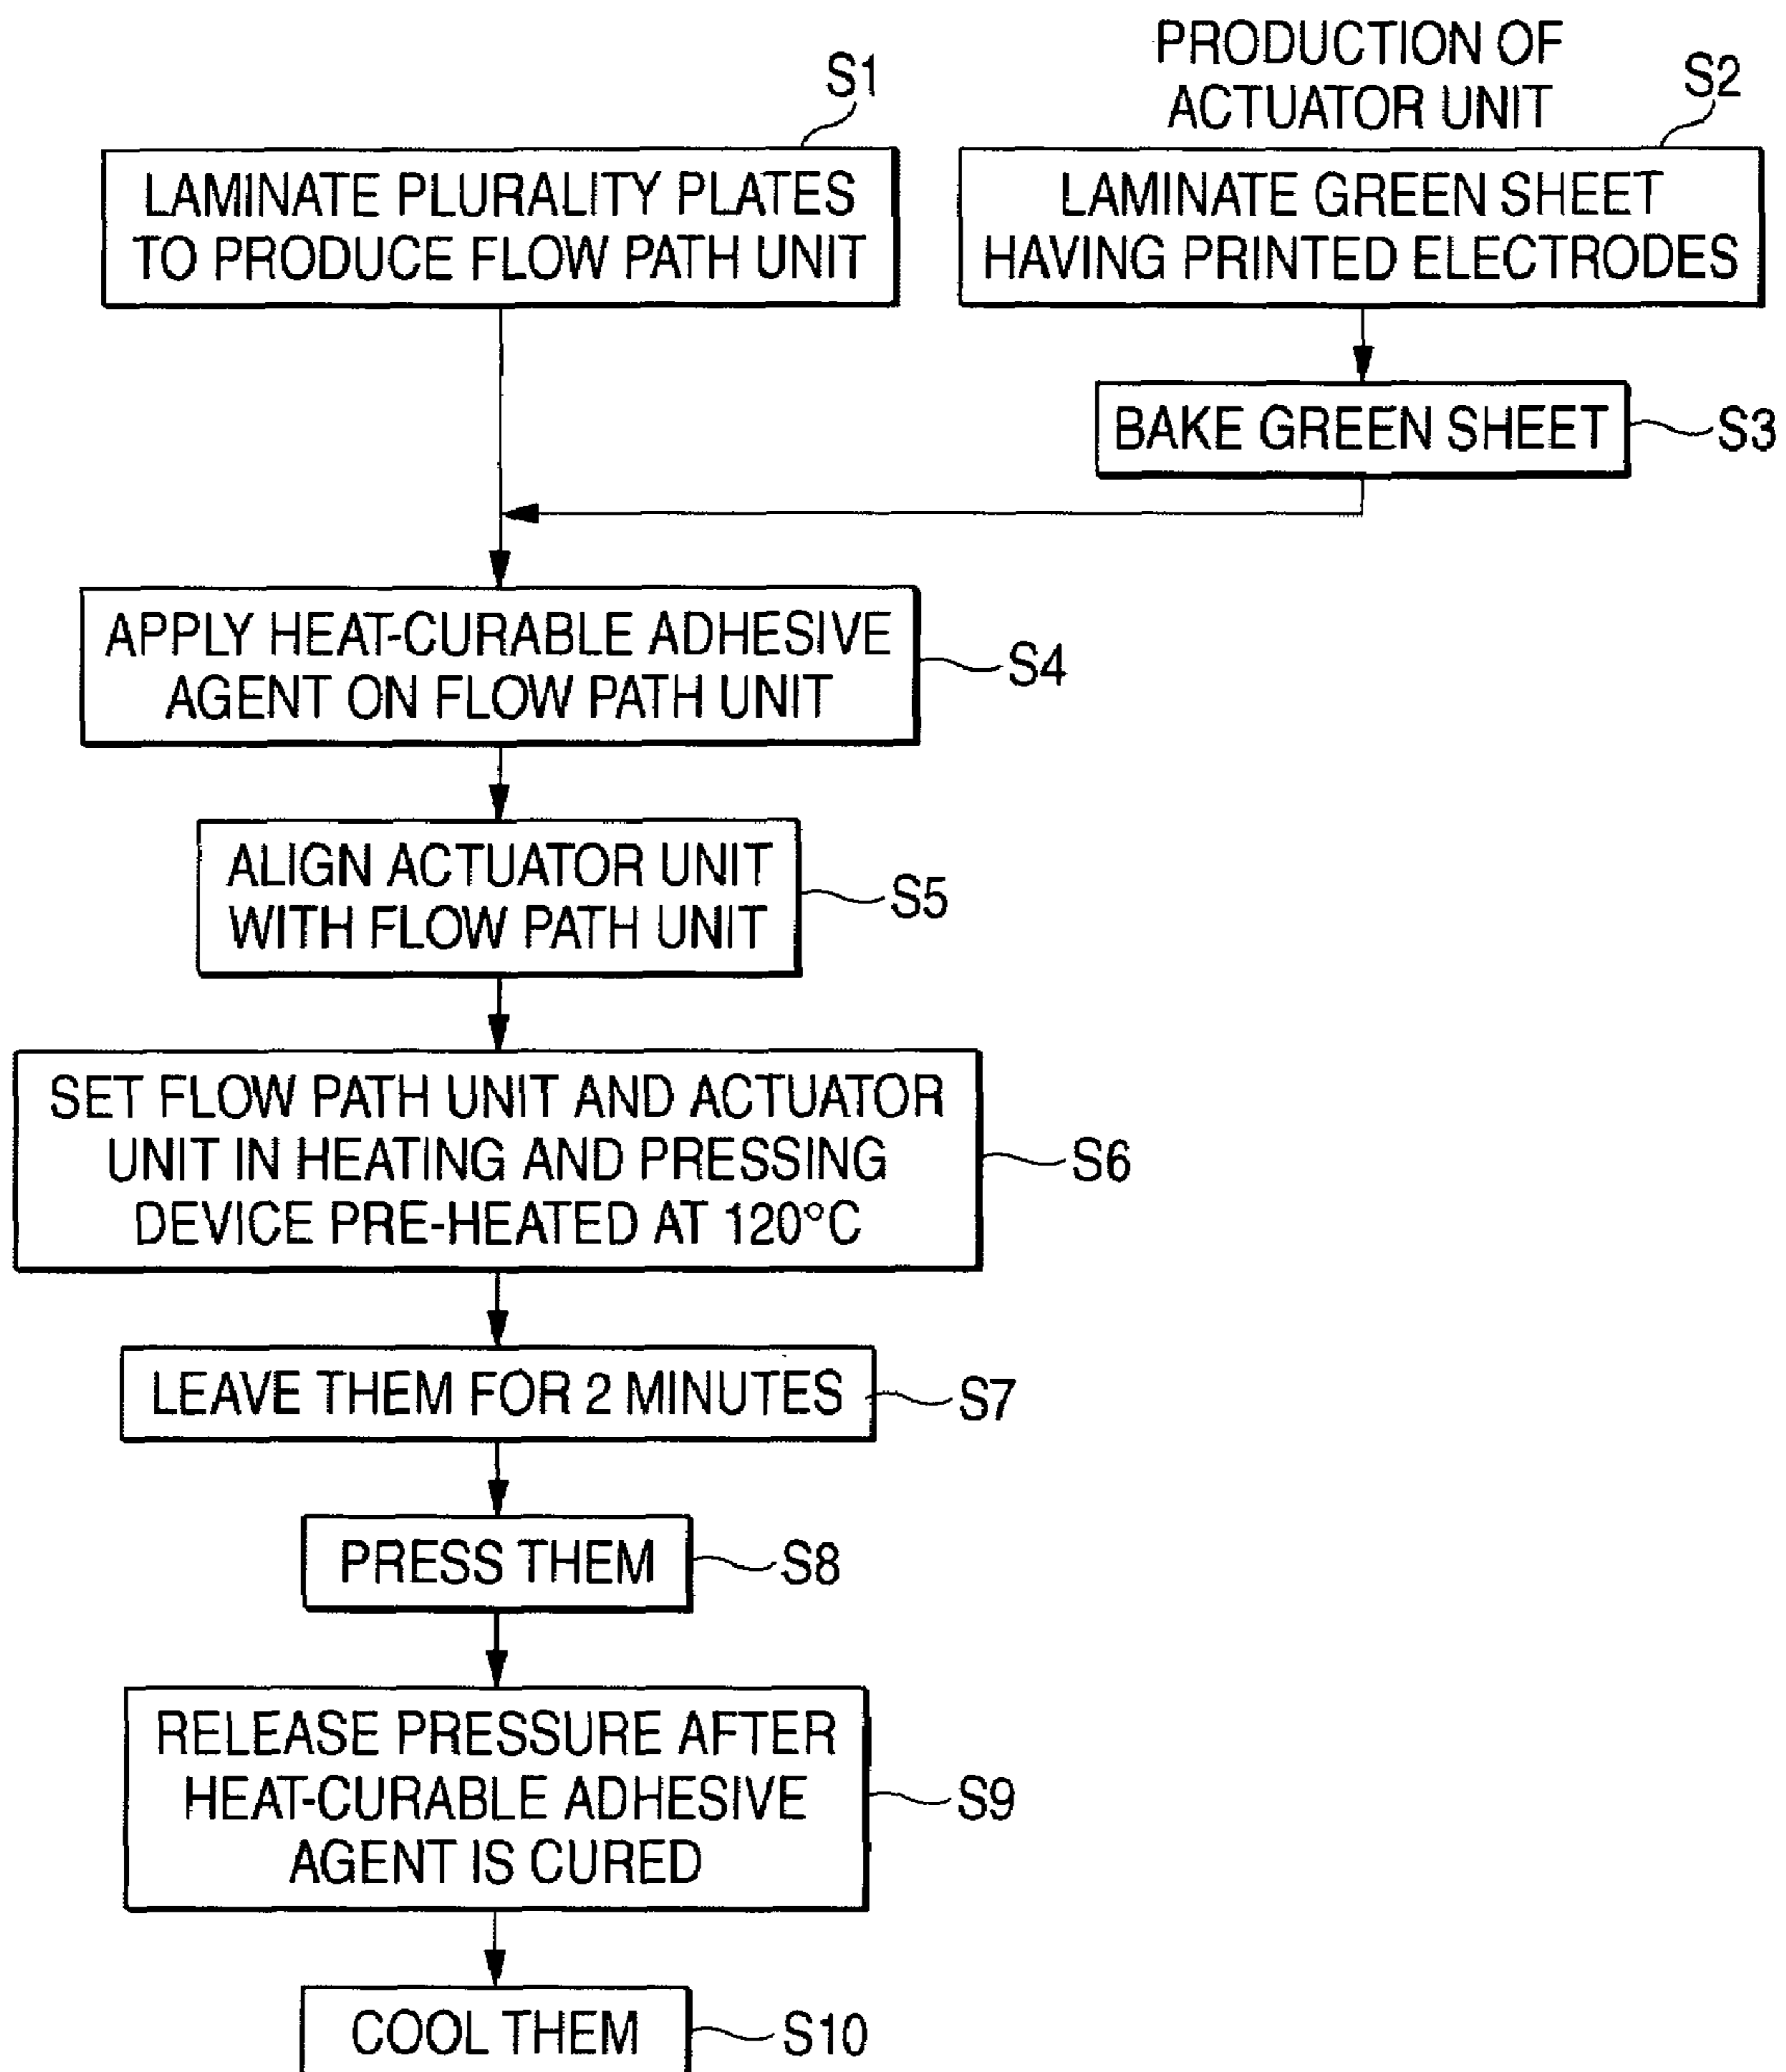 S1
LAMINATE PLURALITY PLATES
TO PRODUCE FLOW PATH UNIT
PRODUCTION OF
ACTUATOR UNIT
S2
LAMINATE GREEN SHEET
HAVING PRINTED ELECTRODES
BAKE GREEN SHEET
S3
APPLY HEAT-CURABLE ADHESIVE
AGENT ON FLOW PATH UNIT
S4
ALIGN ACTUATOR UNIT
WITH FLOW PATH UNIT
S5
SET FLOW PATH UNIT AND ACTUATOR
UNIT IN HEATING AND PRESSING
DEVICE PRE-HEATED AT 120°C
S6
LEAVE THEM FOR 2 MINUTES
S7
PRESS THEM
S8
RELEASE PRESSURE AFTER
HEAT-CURABLE ADHESIVE
AGENT IS CURED
S9
COOL THEM
S10